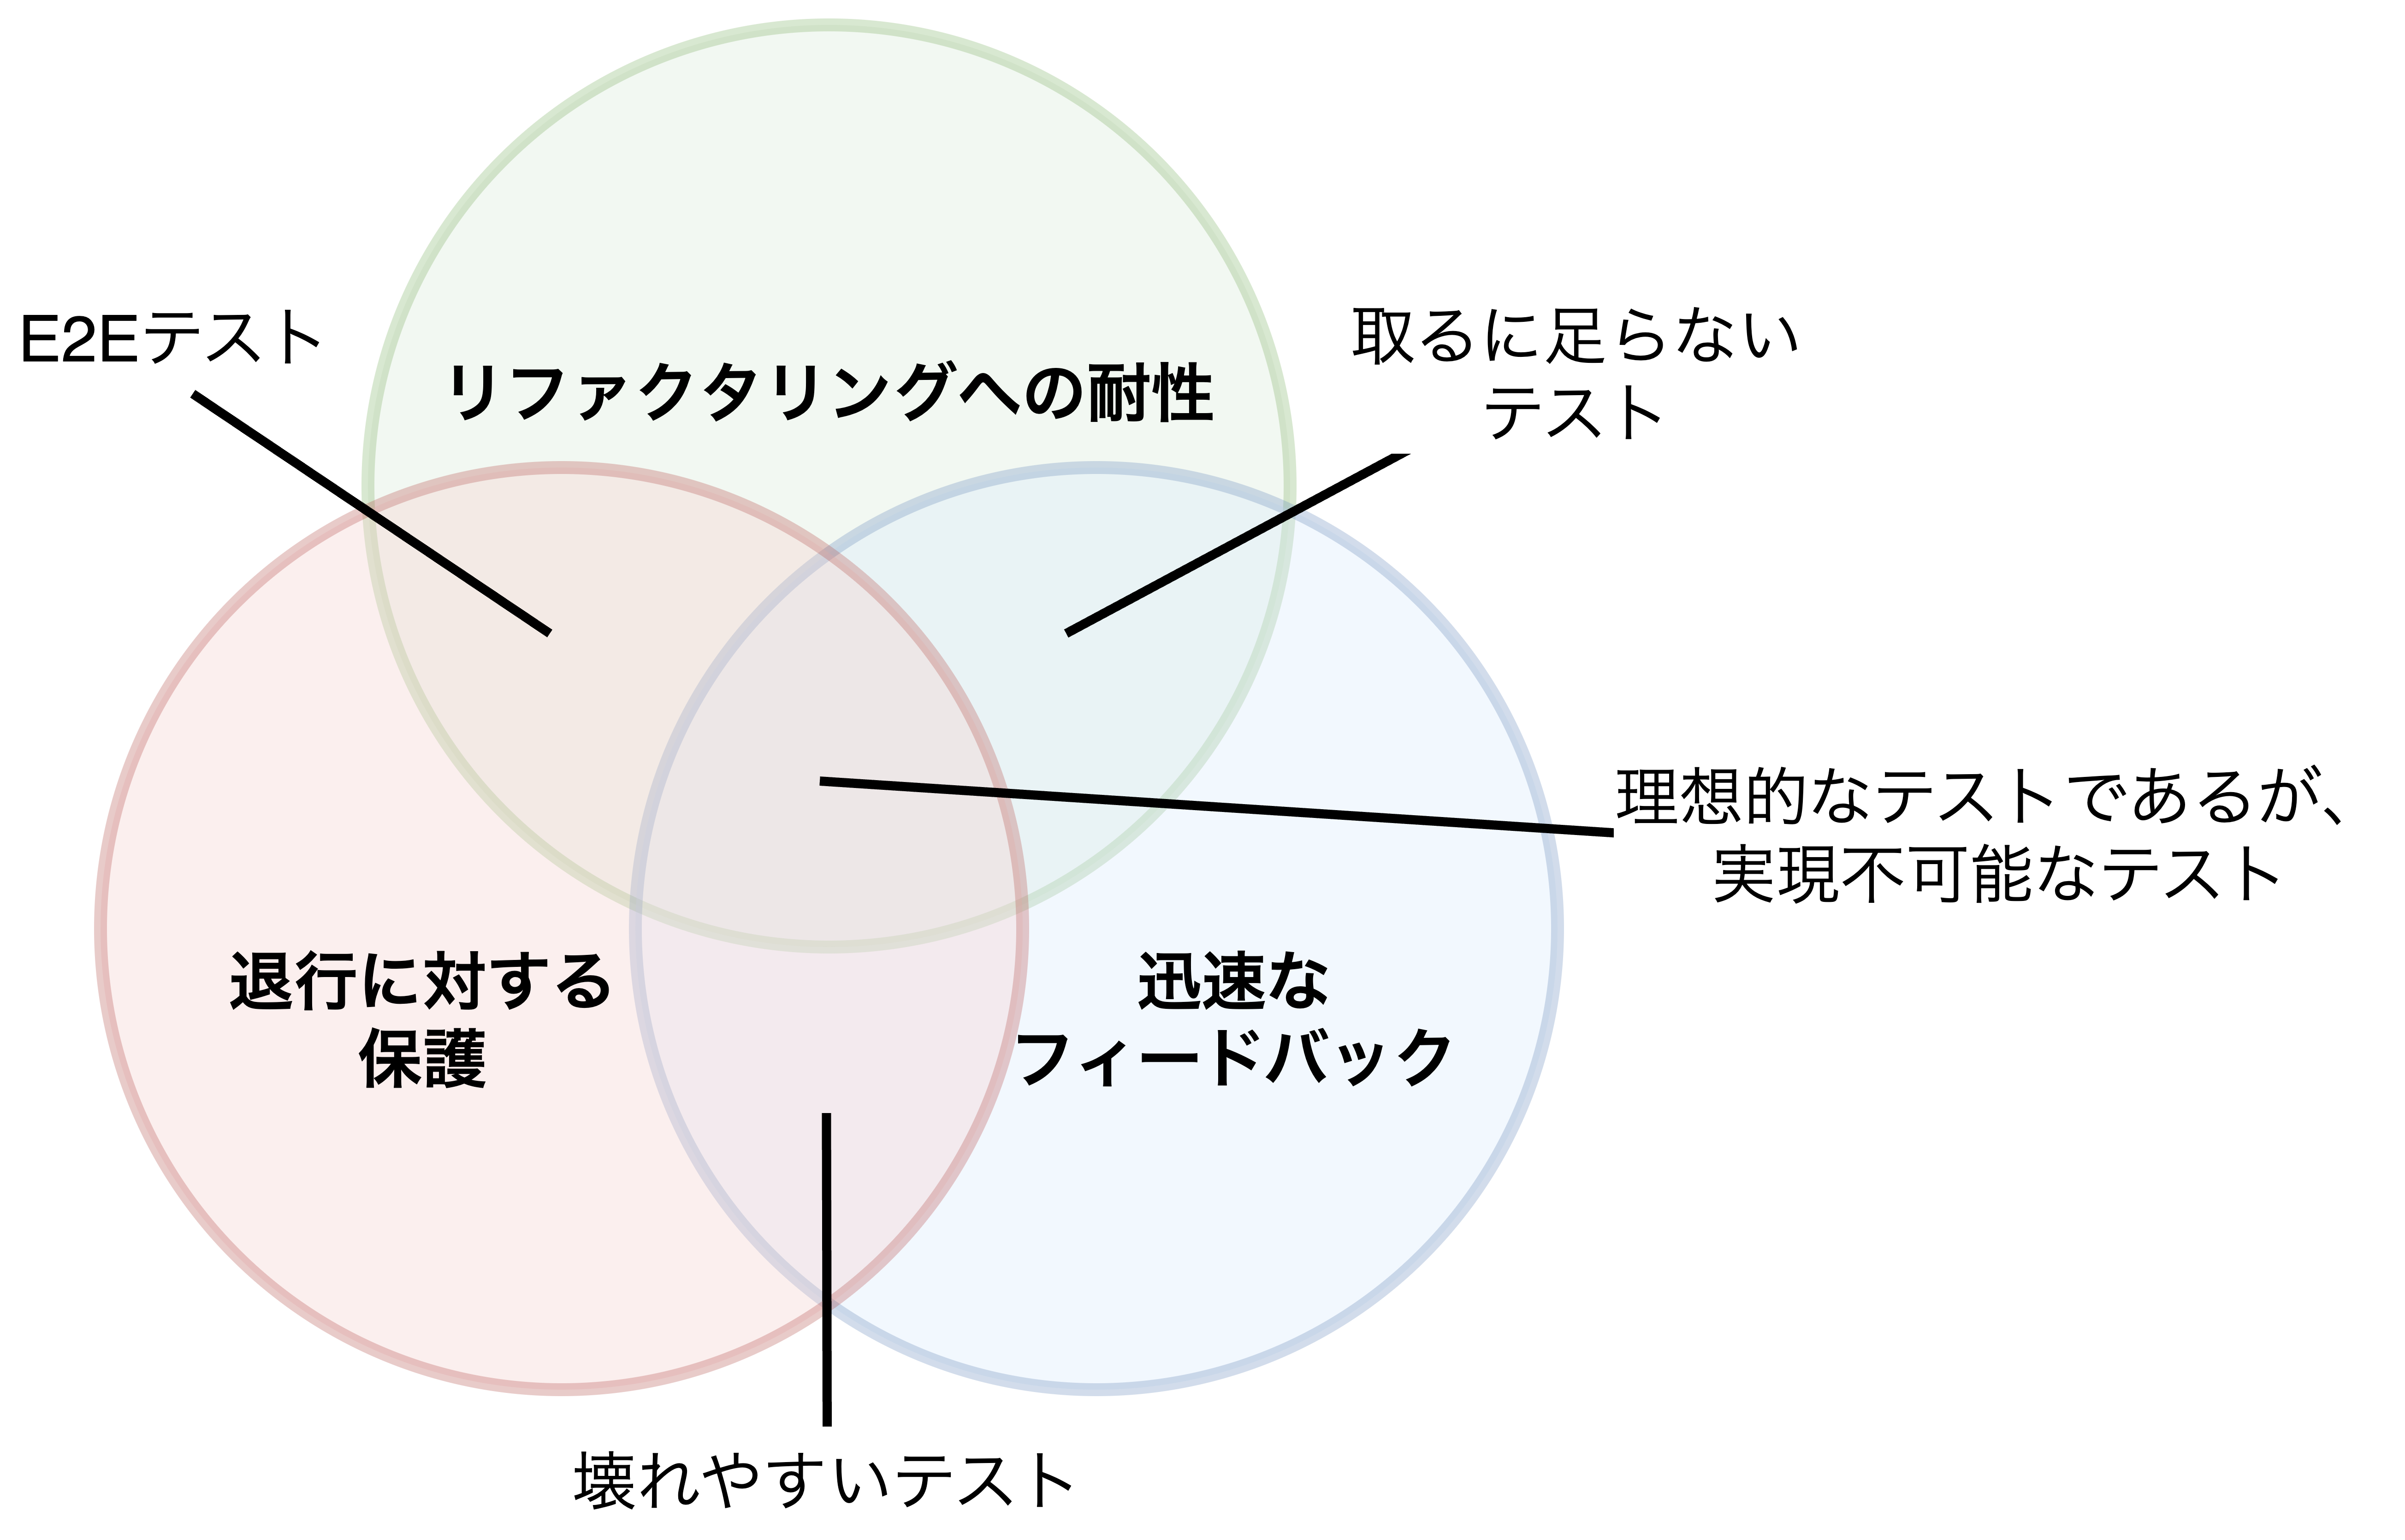 E2Eテスト
リファクタリングへの耐性
取るに足らない
テスト
理想的なテストであるが、
実現不可能なテスト
退行に対する
保護
迅速な
フィードバック
壊れやすいテスト